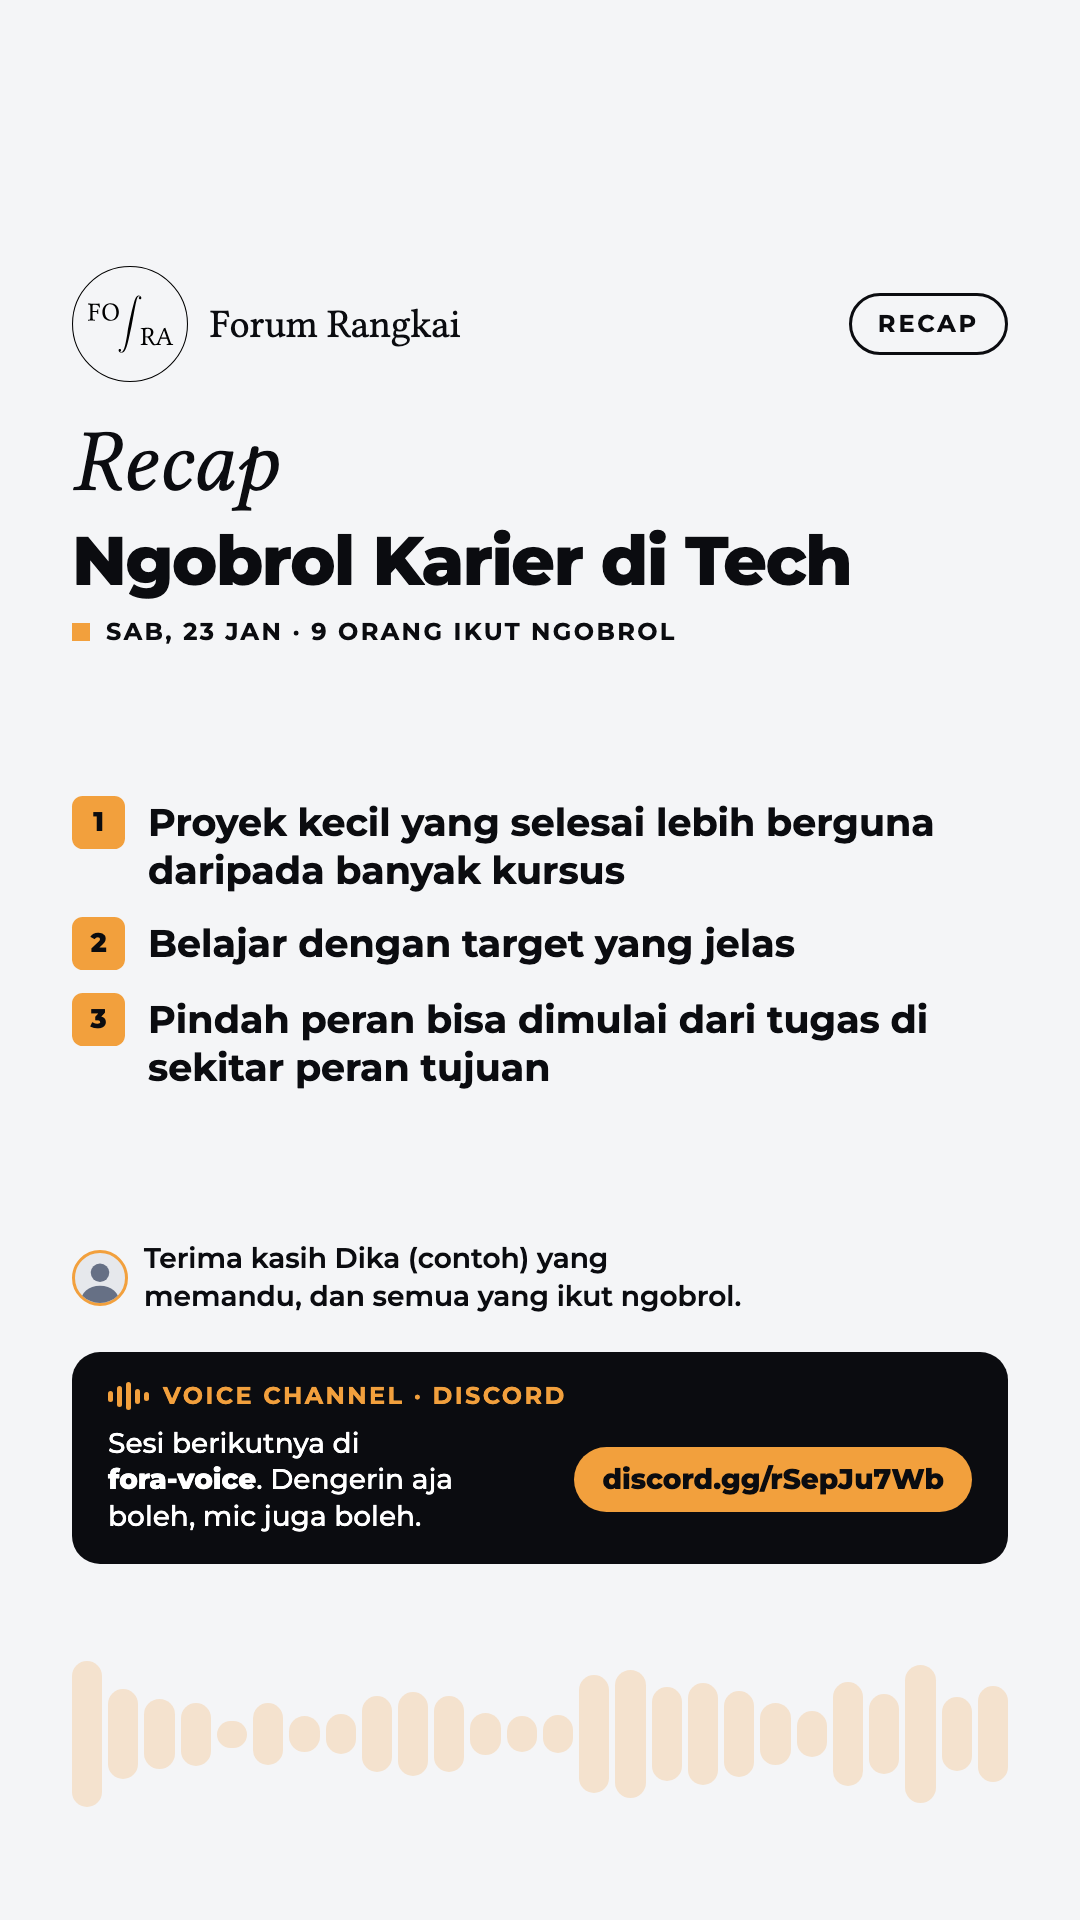 FO
RA
Forum Rangkai
RECAP
Recap
Ngobrol Karier di Tech
SAB, 23 JAN · 9 ORANG IKUT NGOBROL
1
Proyek kecil yang selesai lebih berguna
daripada banyak kursus
2
Belajar dengan target yang jelas
3
Pindah peran bisa dimulai dari tugas di
sekitar peran tujuan
Terima kasih Dika (contoh) yang
memandu, dan semua yang ikut ngobrol.
VOICE CHANNEL · DISCORD
Sesi berikutnya di
fora-voice. Dengerin aja
boleh, mic juga boleh.
discord.gg/rSepJu7Wb